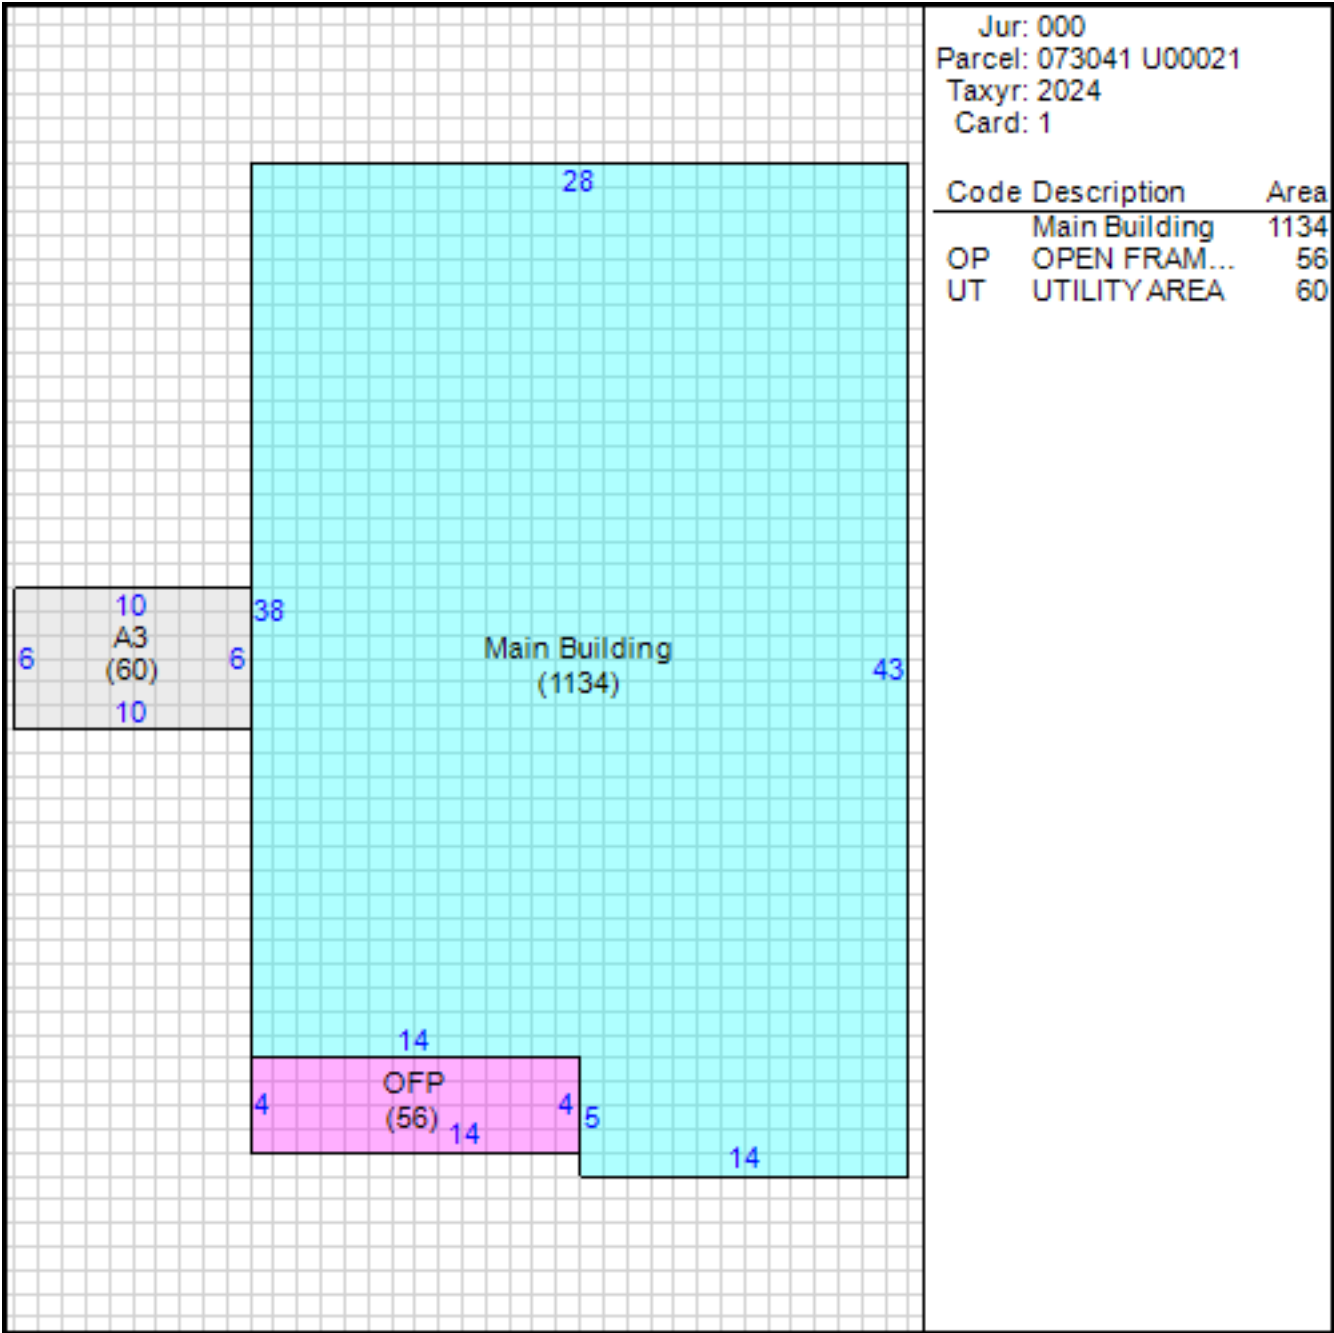 Jur: 000
Parcel: 073041 U00021
Taxyr: 2024
Card: 1
Code Description Area
Main Building 1134
OP OPEN FRAM... 56
UT UTILITY AREA 60
28
10
A3
(60)
6
6
10
38
Main Building
(1134)
43
14
OFP
(56)
4
4
14
5
14